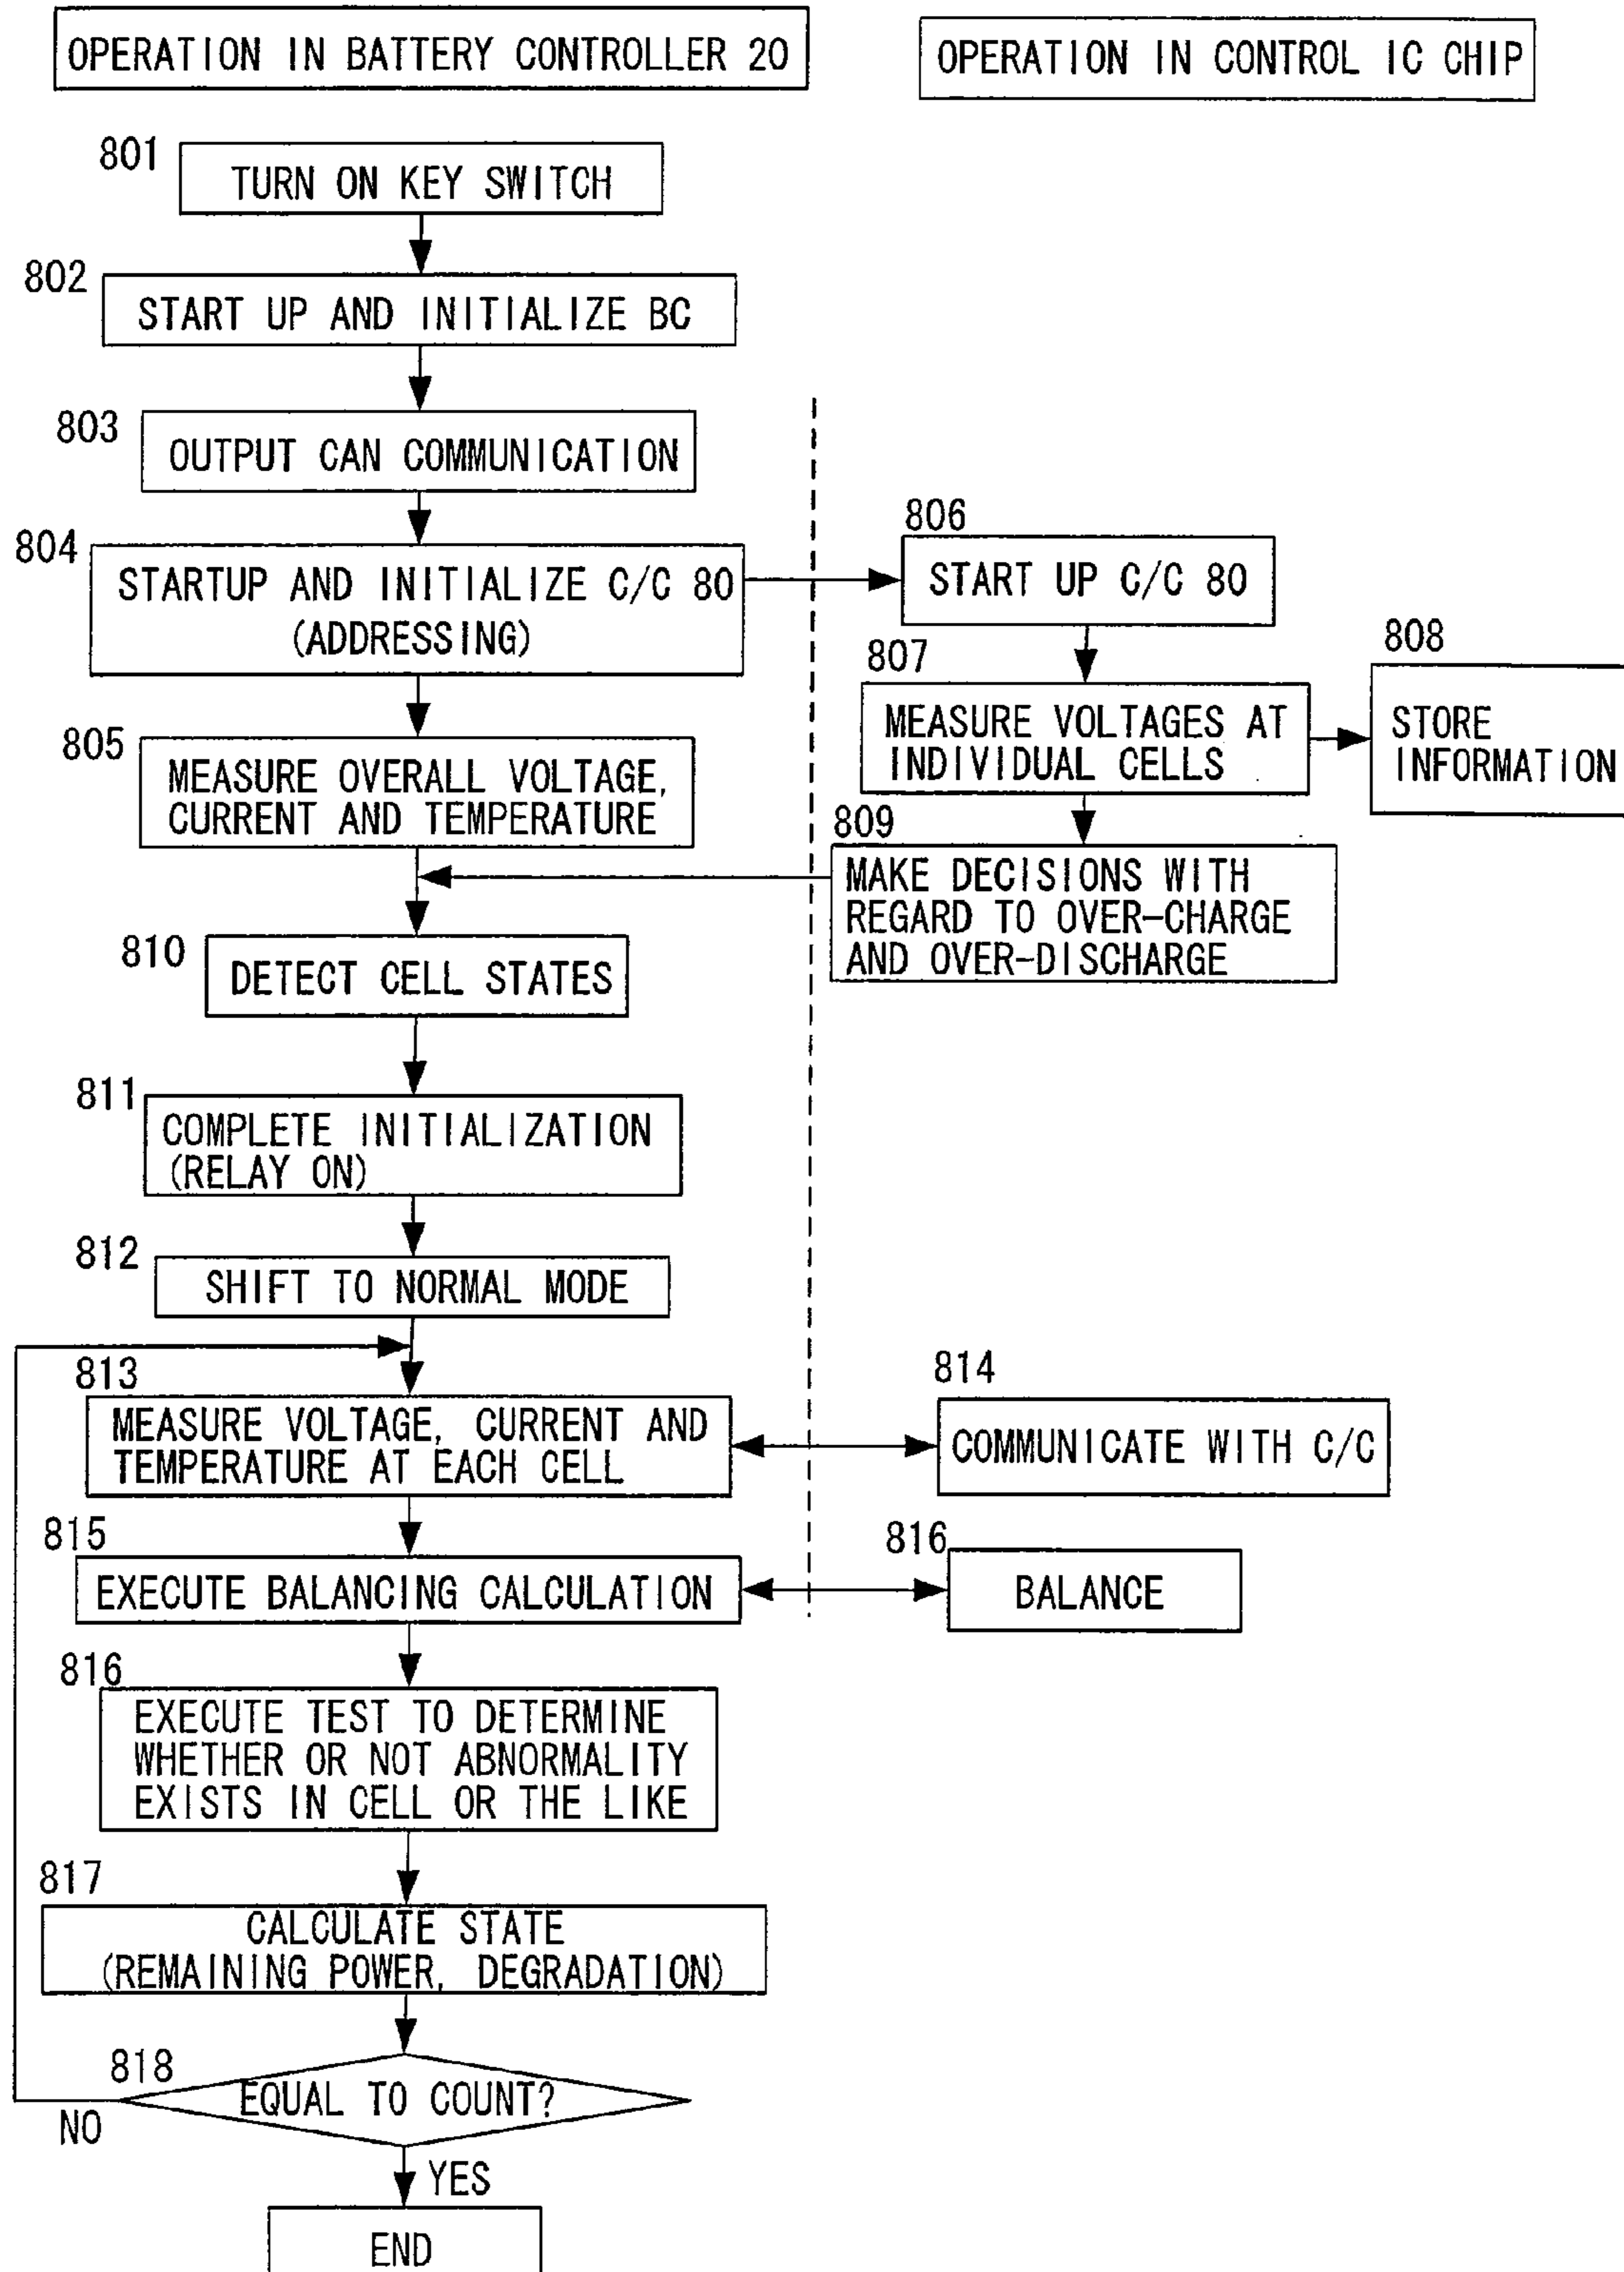 OPERATION IN BATTERY CONTROLLER 20
OPERATION IN CONTROL IC CHIP
801
TURN ON KEY SWITCH
802
START UP AND INITIALIZE BC
803
OUTPUT CAN COMMUNICATION
804
STARTUP AND INITIALIZE C/C 80
(ADDRESSING)
806
START UP C/C 80
807
MEASURE VOLTAGES AT
INDIVIDUAL CELLS
808
STORE
INFORMATION
805
MEASURE OVERALL VOLTAGE,
CURRENT AND TEMPERATURE
809
MAKE DECISIONS WITH
REGARD TO OVER-CHARGE
AND OVER-DISCHARGE
810
DETECT CELL STATES
811
COMPLETE INITIALIZATION
(RELAY ON)
812
SHIFT TO NORMAL MODE
813
MEASURE VOLTAGE, CURRENT AND
TEMPERATURE AT EACH CELL
814
COMMUNICATE WITH C/C
815
EXECUTE BALANCING CALCULATION
816
BALANCE
816
EXECUTE TEST TO DETERMINE
WHETHER OR NOT ABNORMALITY
EXISTS IN CELL OR THE LIKE
817
CALCULATE STATE
(REMAINING POWER, DEGRADATION)
818
EQUAL TO COUNT?
NO
YES
END